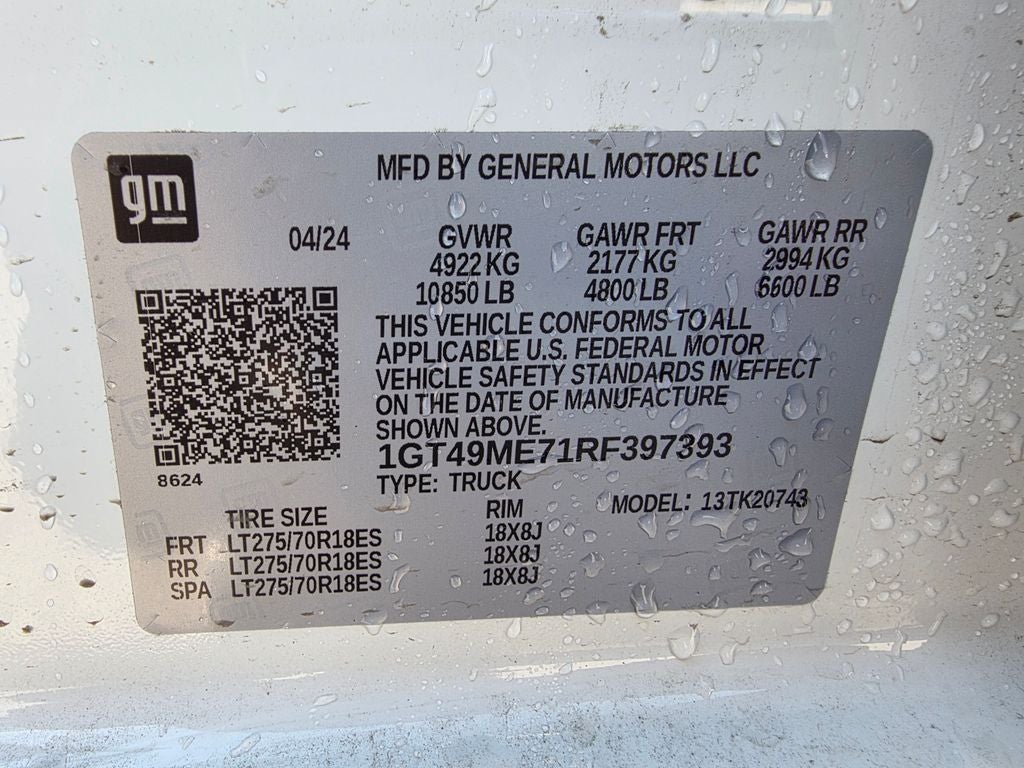 gm
MFD BY GENERAL MOTORS LLC
04/24 GVWR GAWR FRT GAWR RR
4922 KG 2177 KG 2994 KG
10850 LB 4800 LB 6600 LB
THIS VEHICLE CONFORMS TO ALL
APPLICABLE U.S. FEDERAL MOTOR
VEHICLE SAFETY STANDARDS IN EFFECT
ON THE DATE OF MANUFACTURE
SHOWN ABOVE.
1GT49ME71RF397393
8624
TYPE: TRUCK
MODEL: 13TK20743
TIRE SIZE RIM
FRT LT275/70R18ES 18X8J
RR LT275/70R18ES 18X8J
SPA LT275/70R18ES 18X8J